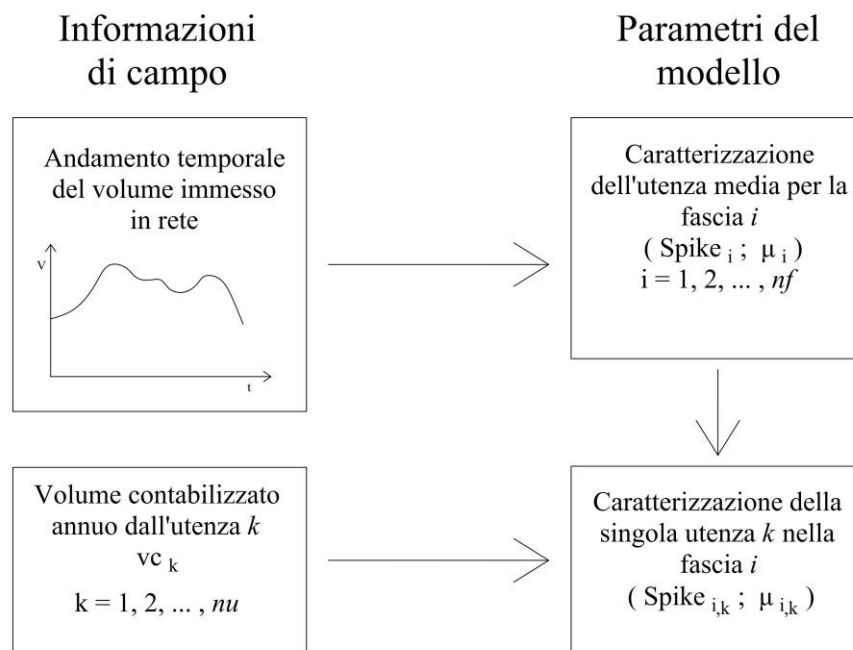 Informazioni
di campo
Parametri del
modello
Andamento temporale
del volume immesso
in rete
V
t
Caratterizzazione
dell'utenza media per la
fascia i
( Spike i ; μ i )
i = 1, 2, ... , nf
Volume contabilizzato
annuo dall'utenza k
vc k
k = 1, 2, ... , nu
Caratterizzazione della
singola utenza k nella
fascia i
( Spike i,k ; μ i,k )